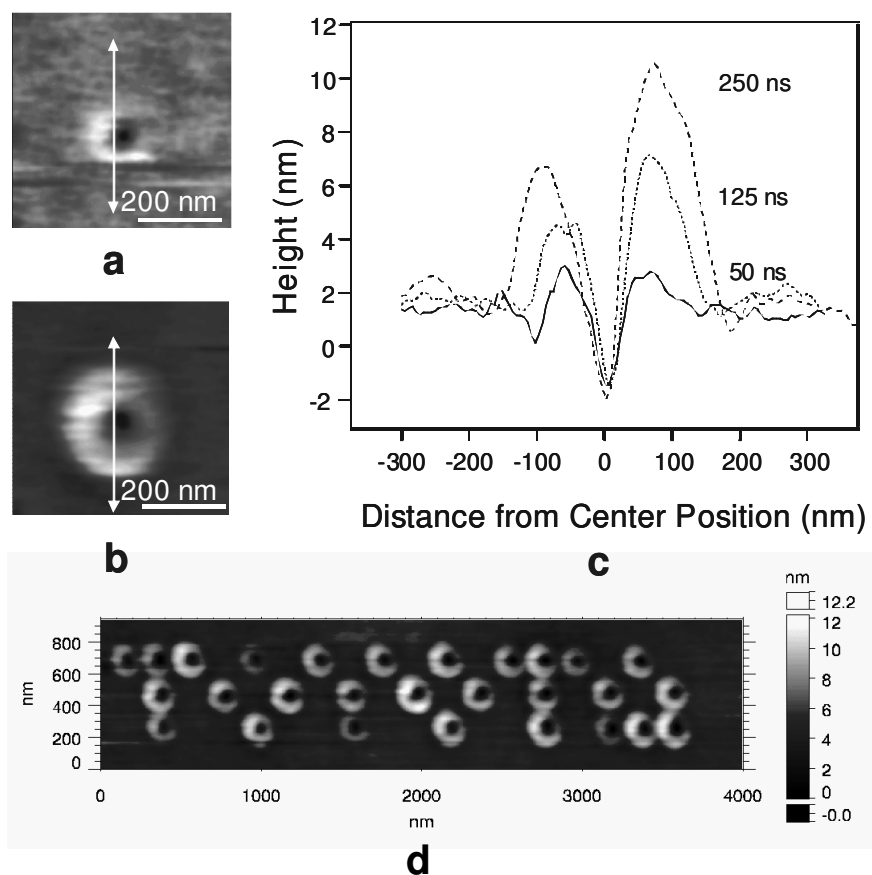 200 nm
a
200 nm
b
12
10
8
6
4
2
0
-2
Height (nm)
250 ns
125 ns
50 ns
-300 -200 -100 0 100 200 300
Distance from Center Position (nm)
c
nm
800
600
400
200
0
nm
0 1000 2000 3000 4000
nm
12.2
12
10
8
6
4
2
0
-0.0
d